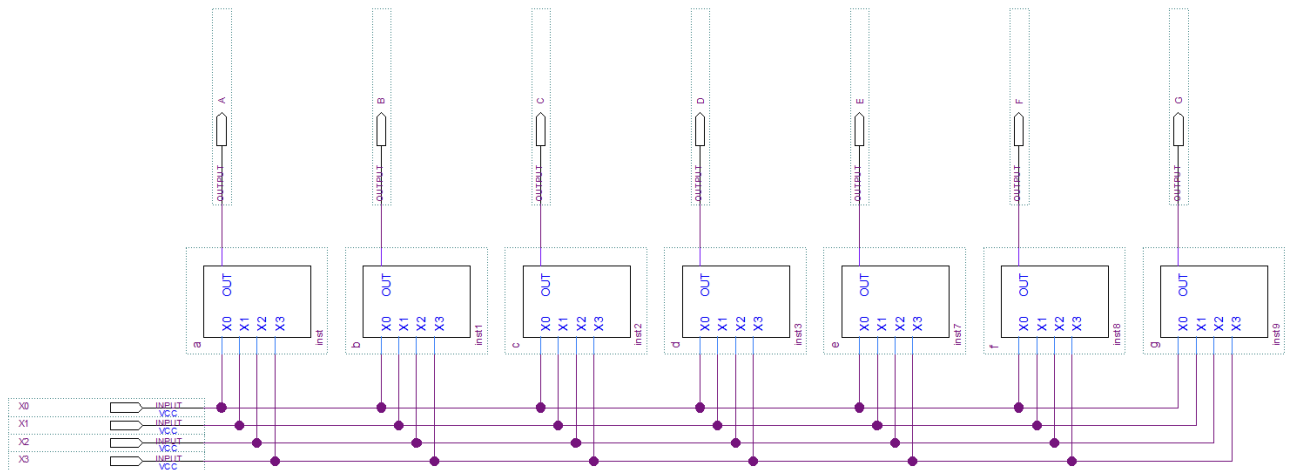 A B C D E F G
OUTPUT OUTPUT OUTPUT OUTPUT OUTPUT OUTPUT OUTPUT
OUT OUT OUT OUT OUT OUT OUT
X0 X1 X2 X3 X0 X1 X2 X3 X0 X1 X2 X3 X0 X1 X2 X3 X0 X1 X2 X3 X0 X1 X2 X3 X0 X1 X2 X3
a inst b inst1 c inst2 d inst3 e inst7 f inst8 g inst9
X0 INPUT
VCC
X1 INPUT
VCC
X2 INPUT
VCC
X3 INPUT
VCC